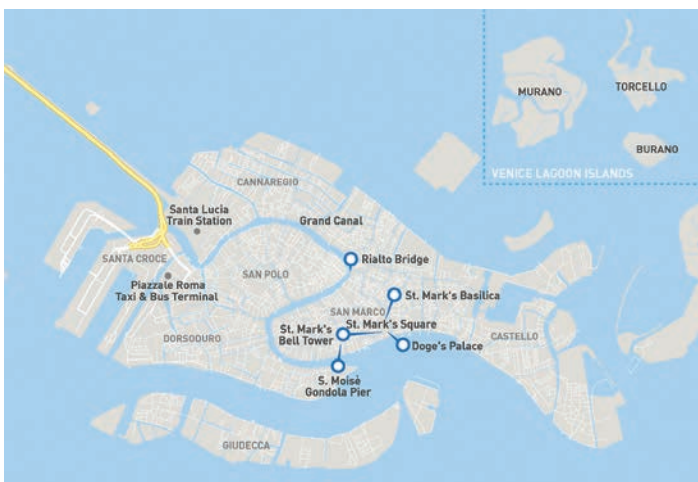 MURANO
TORCELLO
BURANO
VENICE LAGOON ISLANDS
CANNAREGIO
Santa Lucia
Train Station
Grand Canal
SANTA CROCE
SAN POLO
Rialto Bridge
Piazzale Roma
Taxi & Bus Terminal
St. Mark's Basilica
SAN MARCO
St. Mark's Square
St. Mark's
Bell Tower
CASTELLO
DORSODURO
Doge's Palace
S. Moisè
Gondola Pier
GIUDECCA